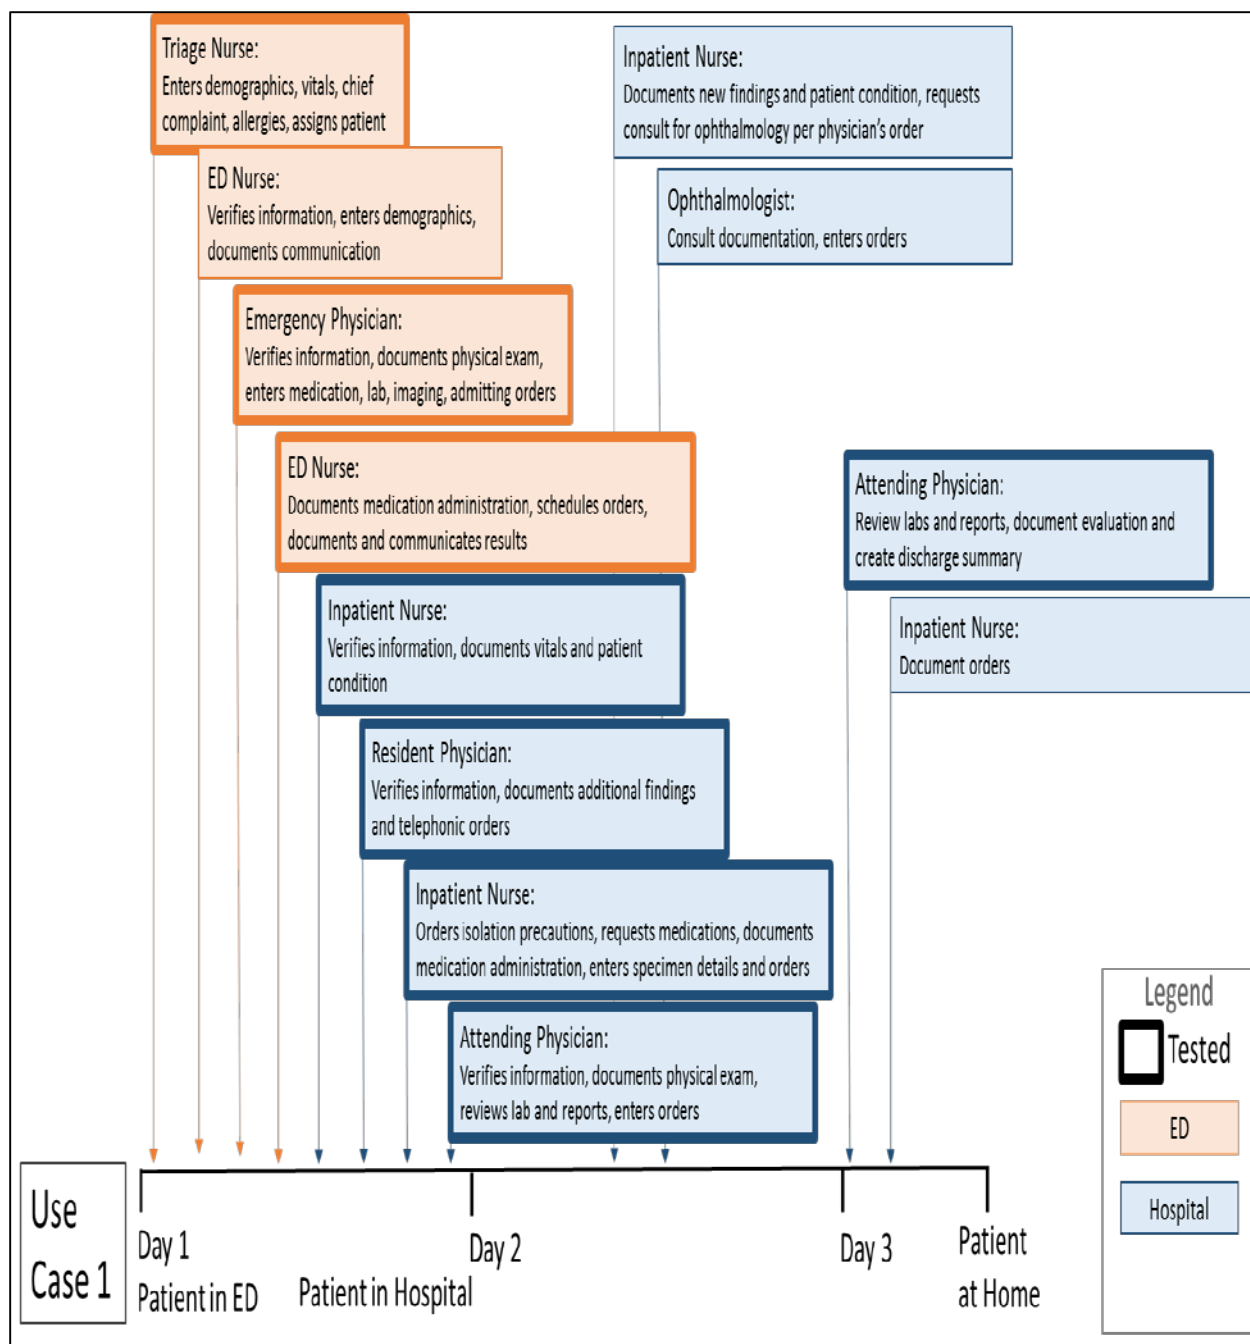 Triage Nurse:
Enters demographics, vitals, chief
complaint, allergies, assigns patient
ED Nurse:
Verifies information, enters demographics,
documents communication
Emergency Physician:
Verifies information, documents physical exam,
enters medication, lab, imaging, admitting orders
ED Nurse:
Documents medication administration, schedules orders,
documents and communicates results
Inpatient Nurse:
Verifies information, documents vitals and patient
condition
Resident Physician:
Verifies information, documents additional findings
and telephonic orders
Inpatient Nurse:
Orders isolation precautions, requests medications, documents
medication administration, enters specimen details and orders
Attending Physician:
Verifies information, documents physical exam,
reviews lab and reports, enters orders
Inpatient Nurse:
Documents new findings and patient condition, requests
consult for ophthalmology per physician's order
Ophthalmologist:
Consult documentation, enters orders
Attending Physician:
Review labs and reports, document evaluation and
create discharge summary
Inpatient Nurse:
Document orders
Legend
Tested
ED
Hospital
Use
Case 1
Day 1
Patient in ED
Patient in Hospital
Day 2
Day 3
Patient
at Home